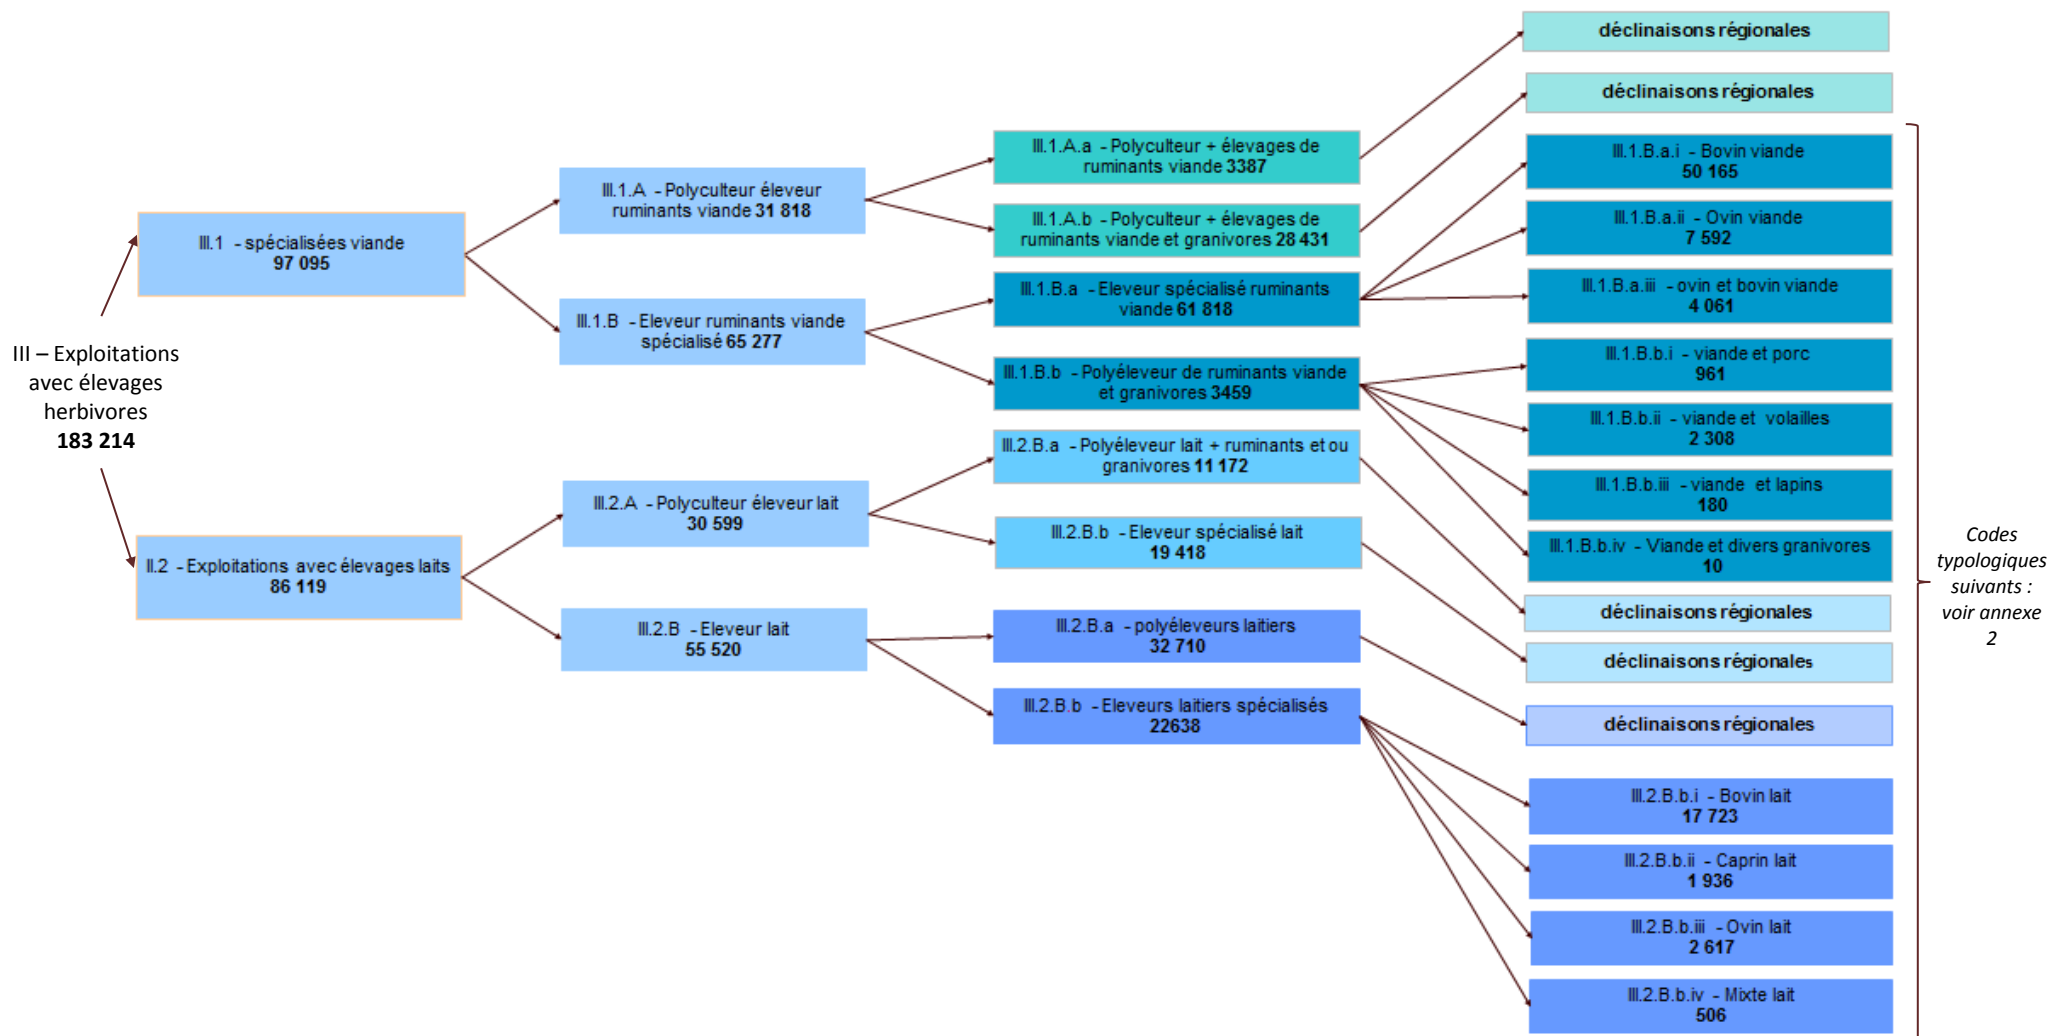 III – Exploitations
avec élevages
herbivores
183 214
III.1 - spécialisées viande
97 095
II.2 - Exploitations avec élevages laits
86 119
III.1.A - Polyculteur éleveur
ruminants viande 31 818
III.1.B - Eleveur ruminants viande
spécialisé 65 277
III.2.A - Polyculteur éleveur lait
30 599
III.2.B - Eleveur lait
55 520
III.1.A.a - Polyculteur + élevages de
ruminants viande 3387
III.1.A.b - Polyculteur + élevages de
ruminants viande et granivores 28 431
III.1.B.a - Eleveur spécialisé ruminants
viande 61 818
III.1.B.b - Polyéleveur de ruminants viande
et granivores 3459
III.2.B.a - Polyéleveur lait + ruminants et ou
granivores 11 172
III.2.B.b - Eleveur spécialisé lait
19 418
III.2.B.a - polyéleveurs laitiers
32 710
III.2.B.b - Eleveurs laitiers spécialisés
22638
déclinaisons régionales
déclinaisons régionales
III.1.B.a.i - Bovin viande
50 165
III.1.B.a.ii - Ovin viande
7 592
III.1.B.a.iii - ovin et bovin viande
4 061
III.1.B.b.i - viande et porc
961
III.1.B.b.ii - viande et volailles
2 308
III.1.B.b.iii - viande et lapins
180
III.1.B.b.iv - Viande et divers granivores
10
déclinaisons régionales
déclinaisons régionales
déclinaisons régionales
III.2.B.b.i - Bovin lait
17 723
III.2.B.b.ii - Caprin lait
1 936
III.2.B.b.iii - Ovin lait
2 617
III.2.B.b.iv - Mixte lait
506
Codes
typologiques
suivants :
voir annexe
2